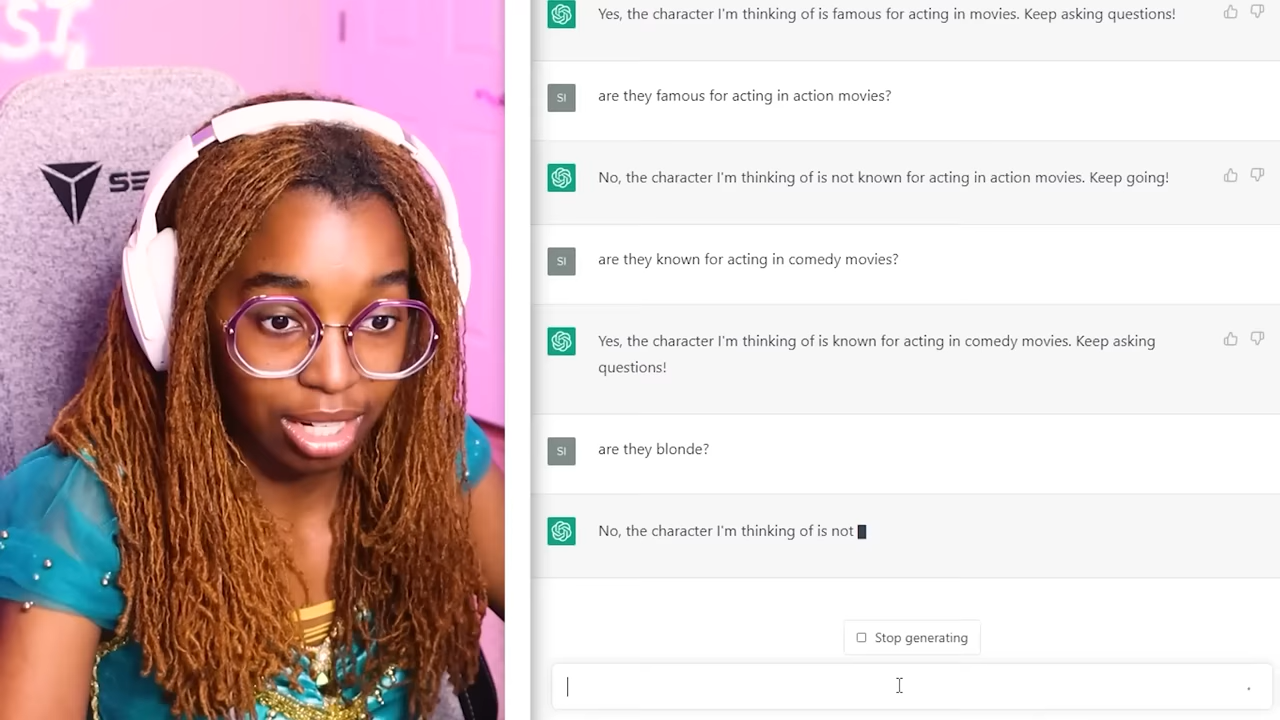 ST,
Yes, the character I'm thinking of is famous for acting in movies. Keep asking questions!
SI are they famous for acting in action movies?
No, the character I'm thinking of is not known for acting in action movies. Keep going!
SI are they known for acting in comedy movies?
Yes, the character I'm thinking of is known for acting in comedy movies. Keep asking
questions!
SI are they blonde?
No, the character I'm thinking of is not
Stop generating
SE